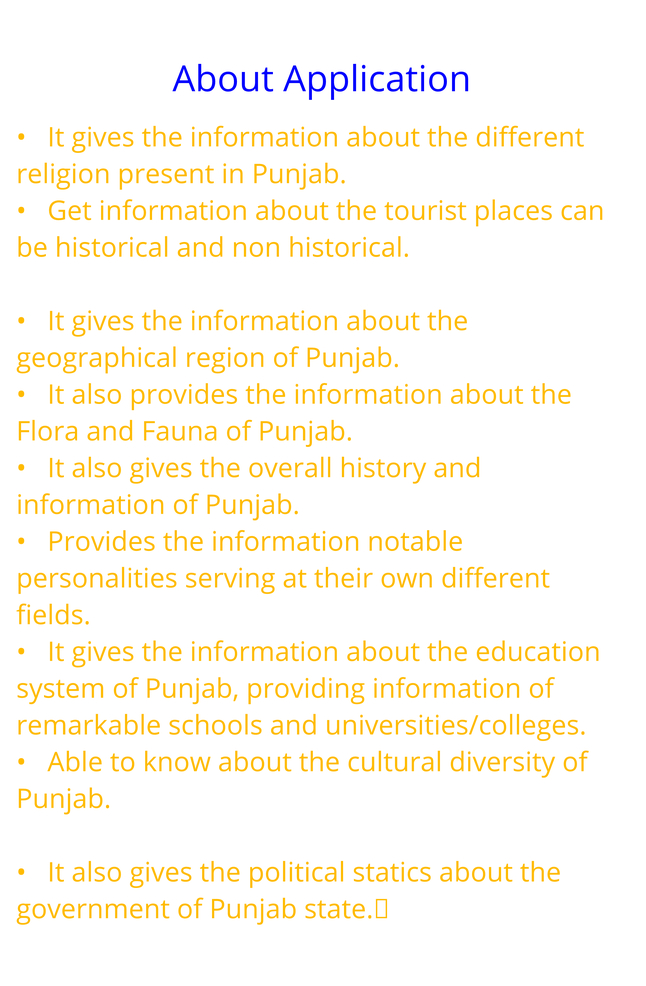 About Application
•   It gives the information about the different
religion present in Punjab.
•   Get information about the tourist places can
be historical and non historical.
•   It gives the information about the
geographical region of Punjab.
•   It also provides the information about the
Flora and Fauna of Punjab.
•   It also gives the overall history and
information of Punjab.
•   Provides the information notable
personalities serving at their own different
fields.
•   It gives the information about the education
system of Punjab, providing information of
remarkable schools and universities/colleges.
•   Able to know about the cultural diversity of
Punjab.
•   It also gives the political statics about the
government of Punjab state.